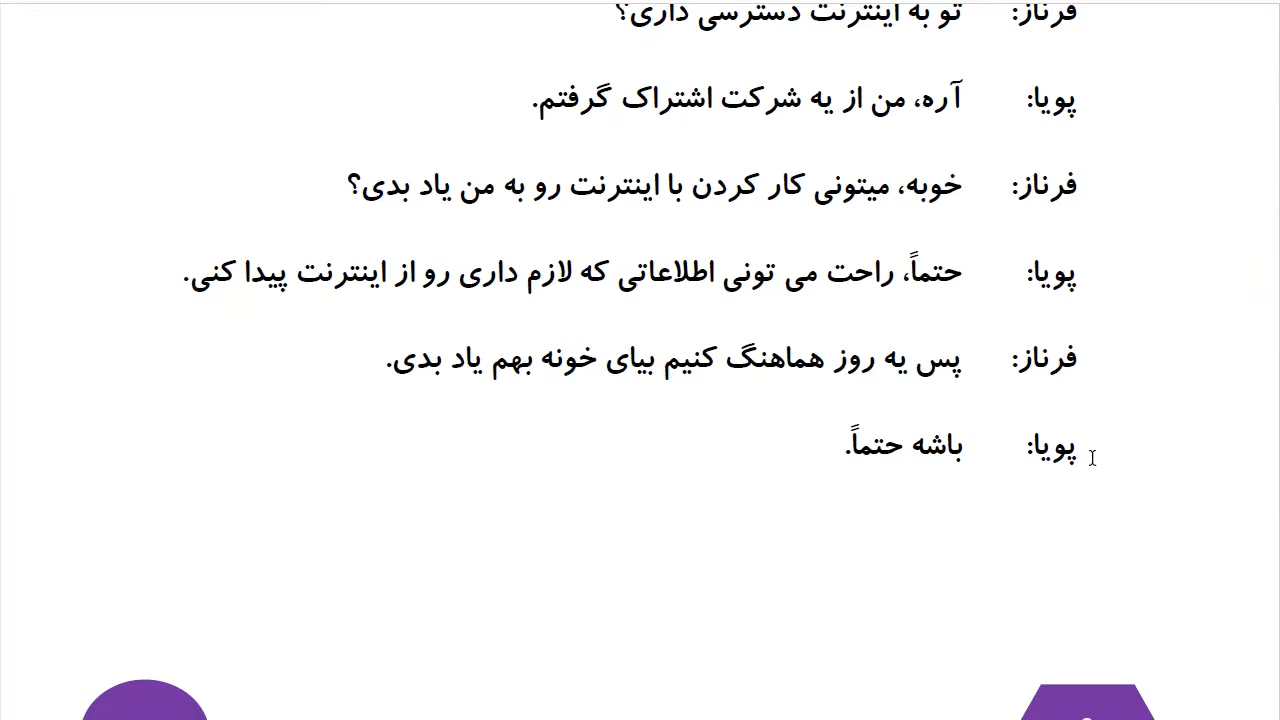 فرناز: تو به اینترنت دسترسی داری؟
پویا: آره، من از یه شرکت اشتراک گرفتم.
فرناز: خوبه، میتونی کار کردن با اینترنت رو به من یاد بدی؟
پویا: حتماً، راحت می تونی اطلاعاتی که لازم داری رو از اینترنت پیدا کنی.
فرناز: پس یه روز هماهنگ کنیم بیای خونه بهم یاد بدی.
پویا: باشه حتماً.